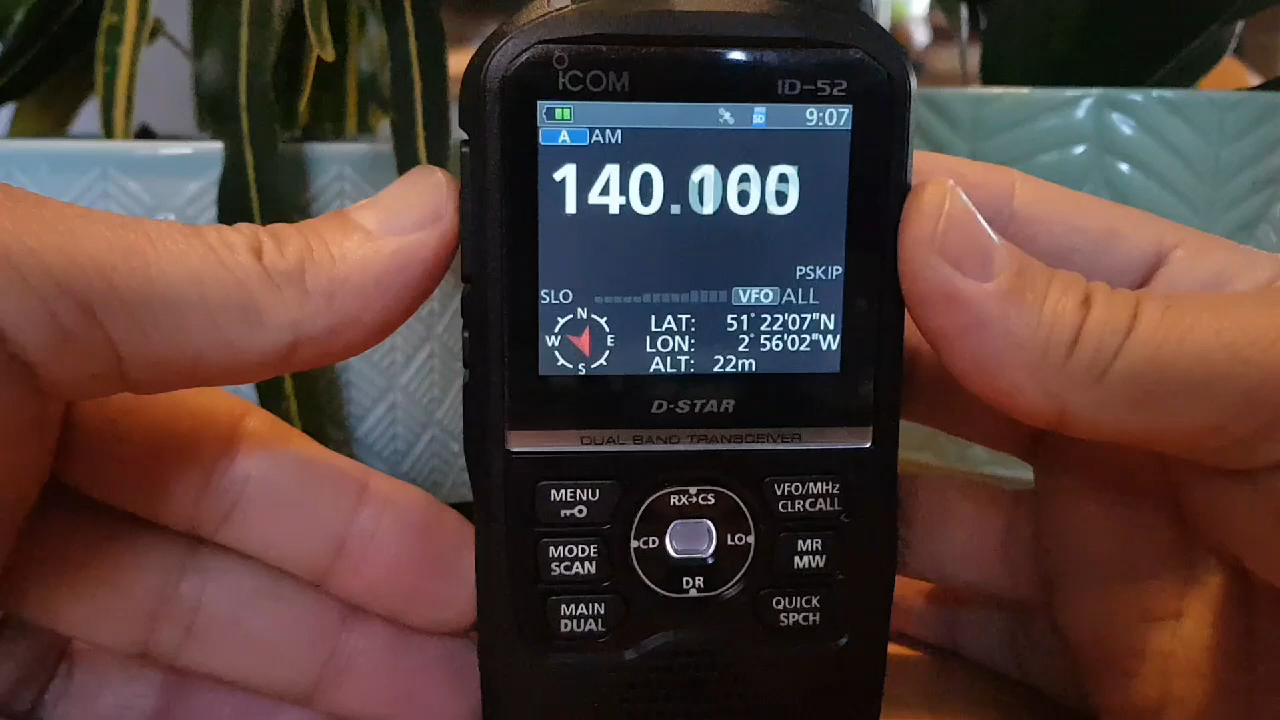 iCOM ID-52
SD 9:07
A AM
140.100
PSKIP
SLO VFO ALL
N
W E
S
LAT: 51°22'07"N
LON: 2°56'02"W
ALT: 22m
D-STAR
DUAL BAND TRANSCEIVER
MENU
RX→CS
VFO/MHz
CLR CALL
MODE
SCAN
CD
LO
MR
MW
MAIN
DUAL
DR
QUICK
SPCH